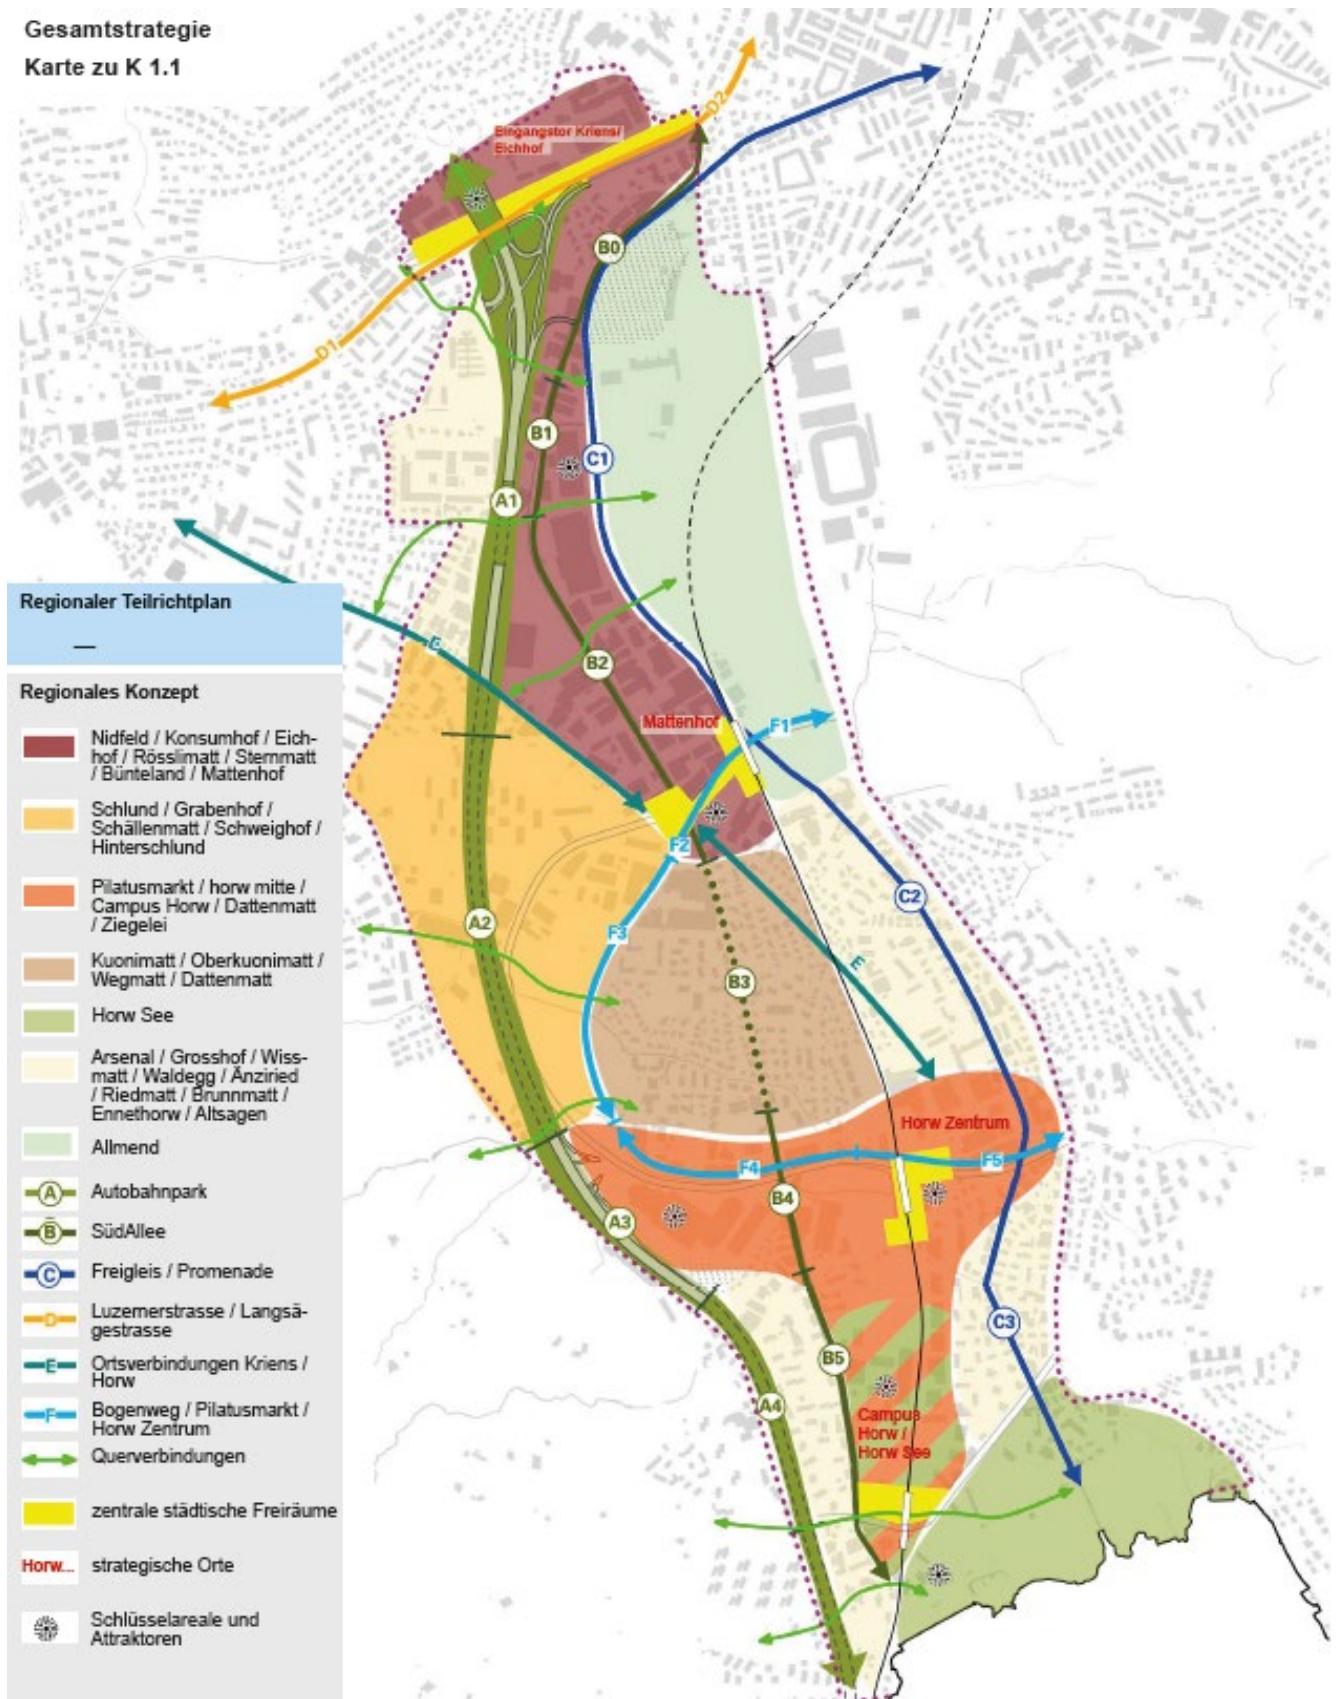 Gesamtstrategie
Karte zu K 1.1
Eingangstor Kriens/
Eichhof
D2
D1
B0
B1
C1
A1
E
B2
Mattenhof
F1
F2
F3
C2
A2
E
B3
Horw Zentrum
F4
F5
B4
A3
C3
B5
A4
Campus
Horw /
Horw See
Regionaler Teilrichtplan
—
Regionales Konzept
Nidfeld / Konsumhof / Eich-
hof / Rösslimatt / Sternmatt
/ Bünteland / Mattenhof
Schlund / Grabenhof /
Schällenmatt / Schweighof /
Hinterschlund
Pilatusmarkt / horw mitte /
Campus Horw / Dattenmatt
/ Ziegelei
Kuonimatt / Oberkuonimatt /
Wegmatt / Dattenmatt
Horw See
Arsenal / Grosshof / Wiss-
matt / Waldegg / Änziried
/ Riedmatt / Brunnmatt /
Ennethorw / Altsagen
Allmend
A Autobahnpark
B SüdAllee
C Freigleis / Promenade
D Luzernerstrasse / Langsä-
gestrasse
E Ortsverbindungen Kriens /
Horw
F Bogenweg / Pilatusmarkt /
Horw Zentrum
Querverbindungen
zentrale städtische Freiräume
Horw... strategische Orte
Schlüsselareale und
Attraktoren